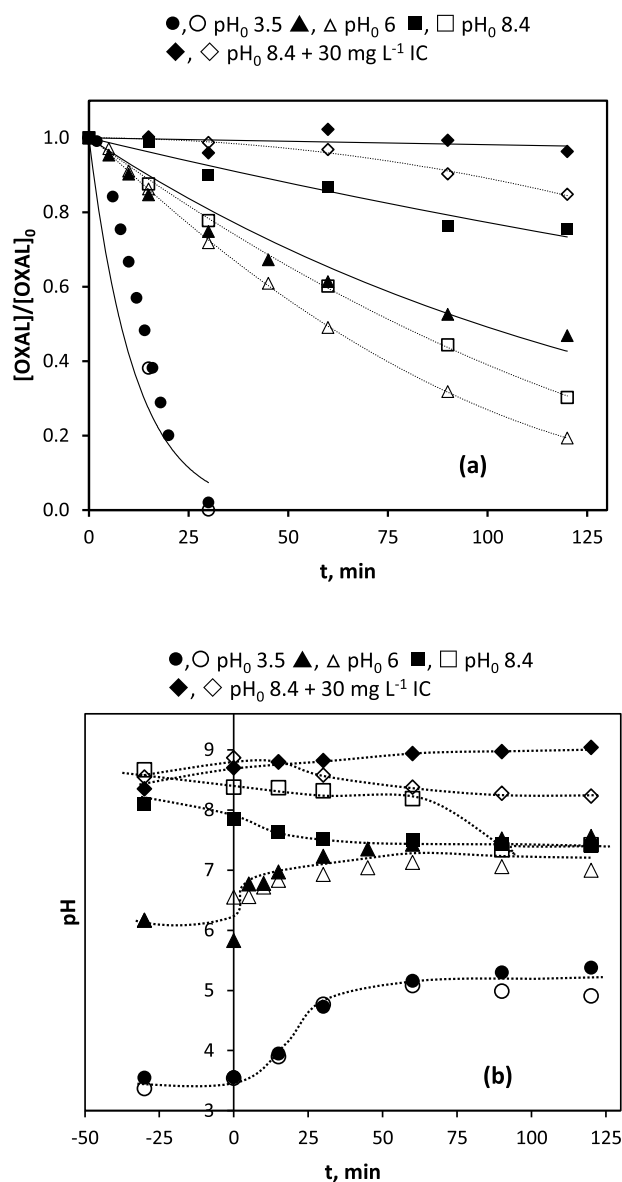 ●,○ pH₀ 3.5 ▲, △ pH₀ 6 ■, □ pH₀ 8.4
◆, ◇ pH₀ 8.4 + 30 mg L⁻¹ IC
1.0
0.8
0.6
0.4
0.2
0.0
[OXAL]/[OXAL]₀
(a)
0 25 50 75 100 125
t, min
●,○ pH₀ 3.5 ▲, △ pH₀ 6 ■, □ pH₀ 8.4
◆, ◇ pH₀ 8.4 + 30 mg L⁻¹ IC
9
8
7
6
5
4
3
pH
(b)
-50 -25 0 25 50 75 100 125
t, min